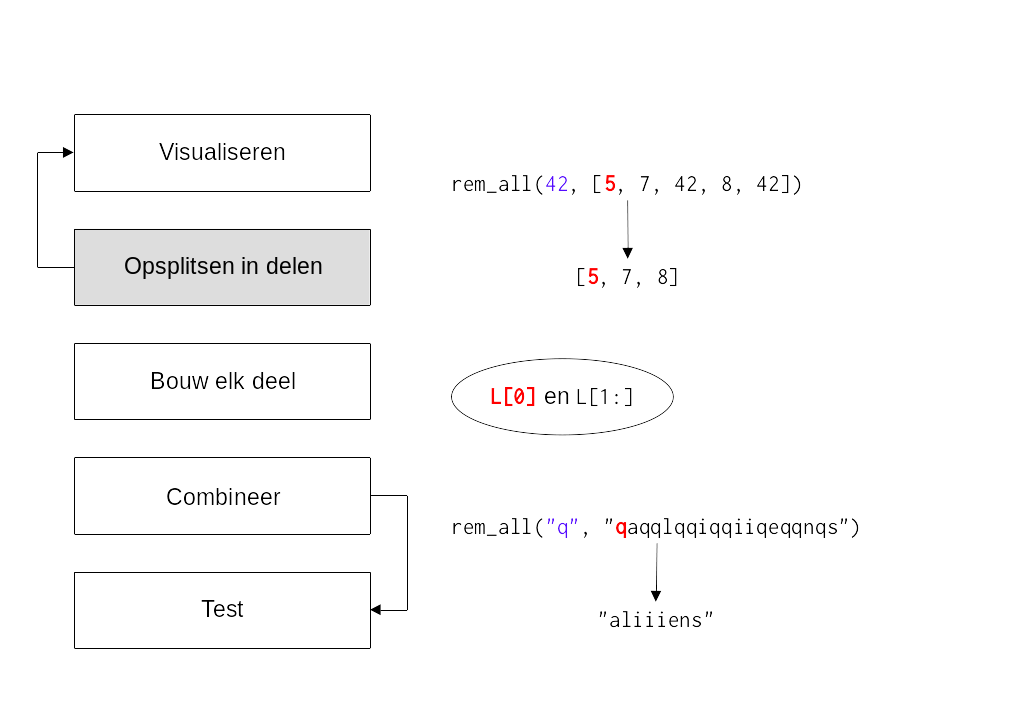 Visualiseren
Opsplitsen in delen
Bouw elk deel
Combineer
Test
rem_all(42, [5, 7, 42, 8, 42])
[5, 7, 8]
L[0] en L[1:]
rem_all("q", "qaqqlqqiqqiiqeqqnqs")
"aliiiens"